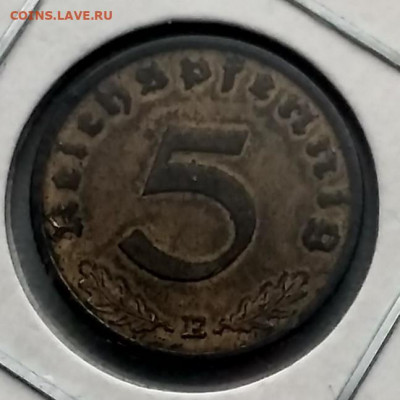 COINS.LAVE.RU
Reichspfennig
5
E